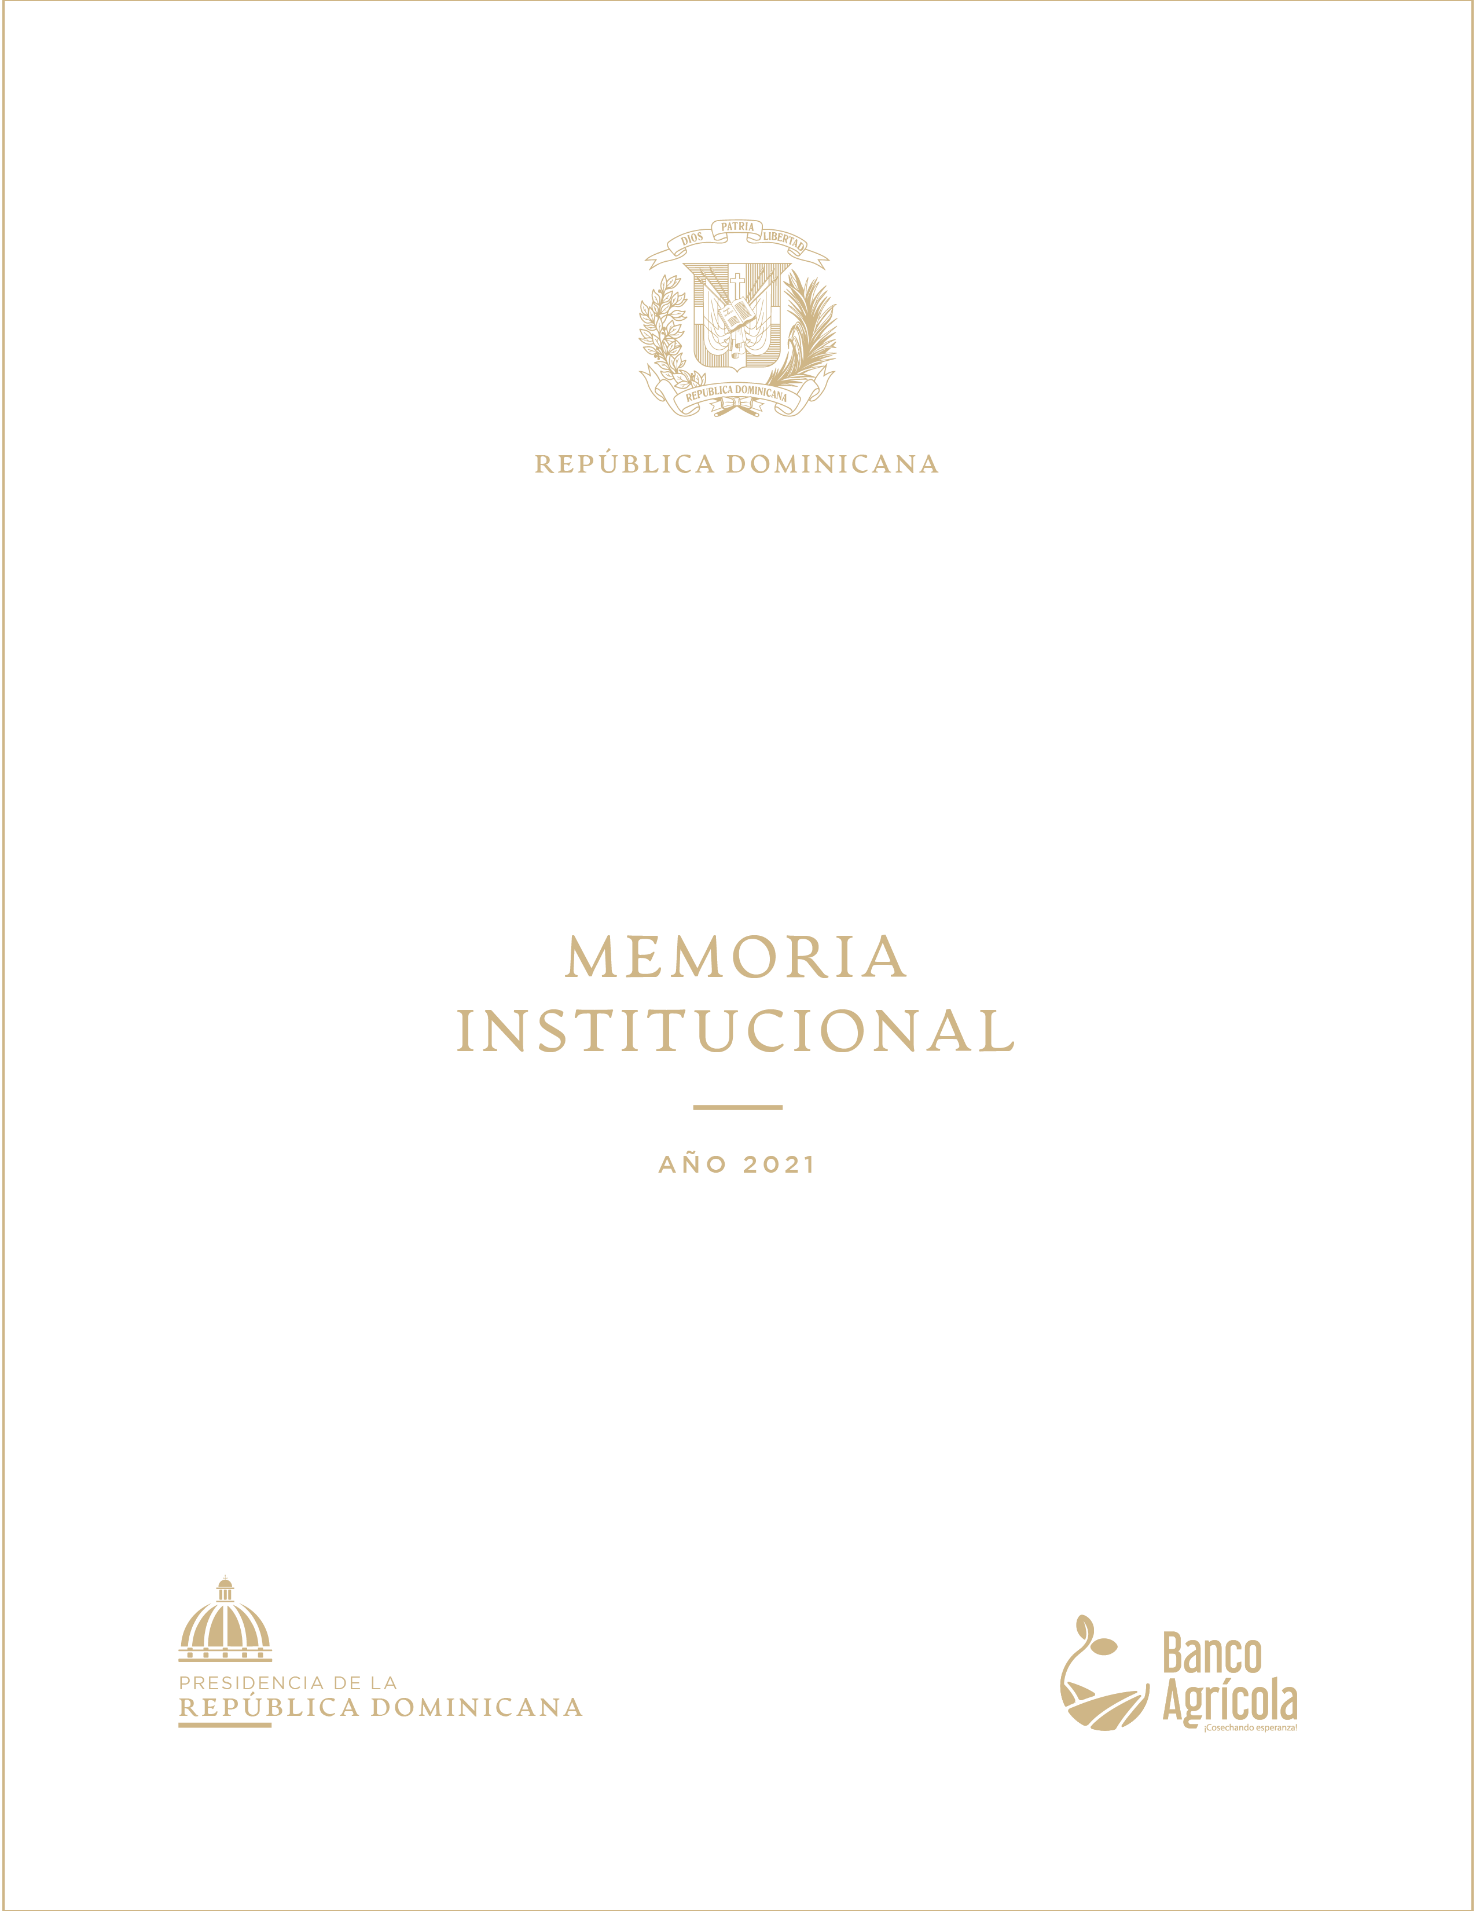 DIOS PATRIA LIBERTAD
REPUBLICA DOMINICANA
REPÚBLICA DOMINICANA
MEMORIA
INSTITUCIONAL
AÑO 2021
PRESIDENCIA DE LA
REPÚBLICA DOMINICANA
Banco
Agrícola
¡Cosechando esperanza!